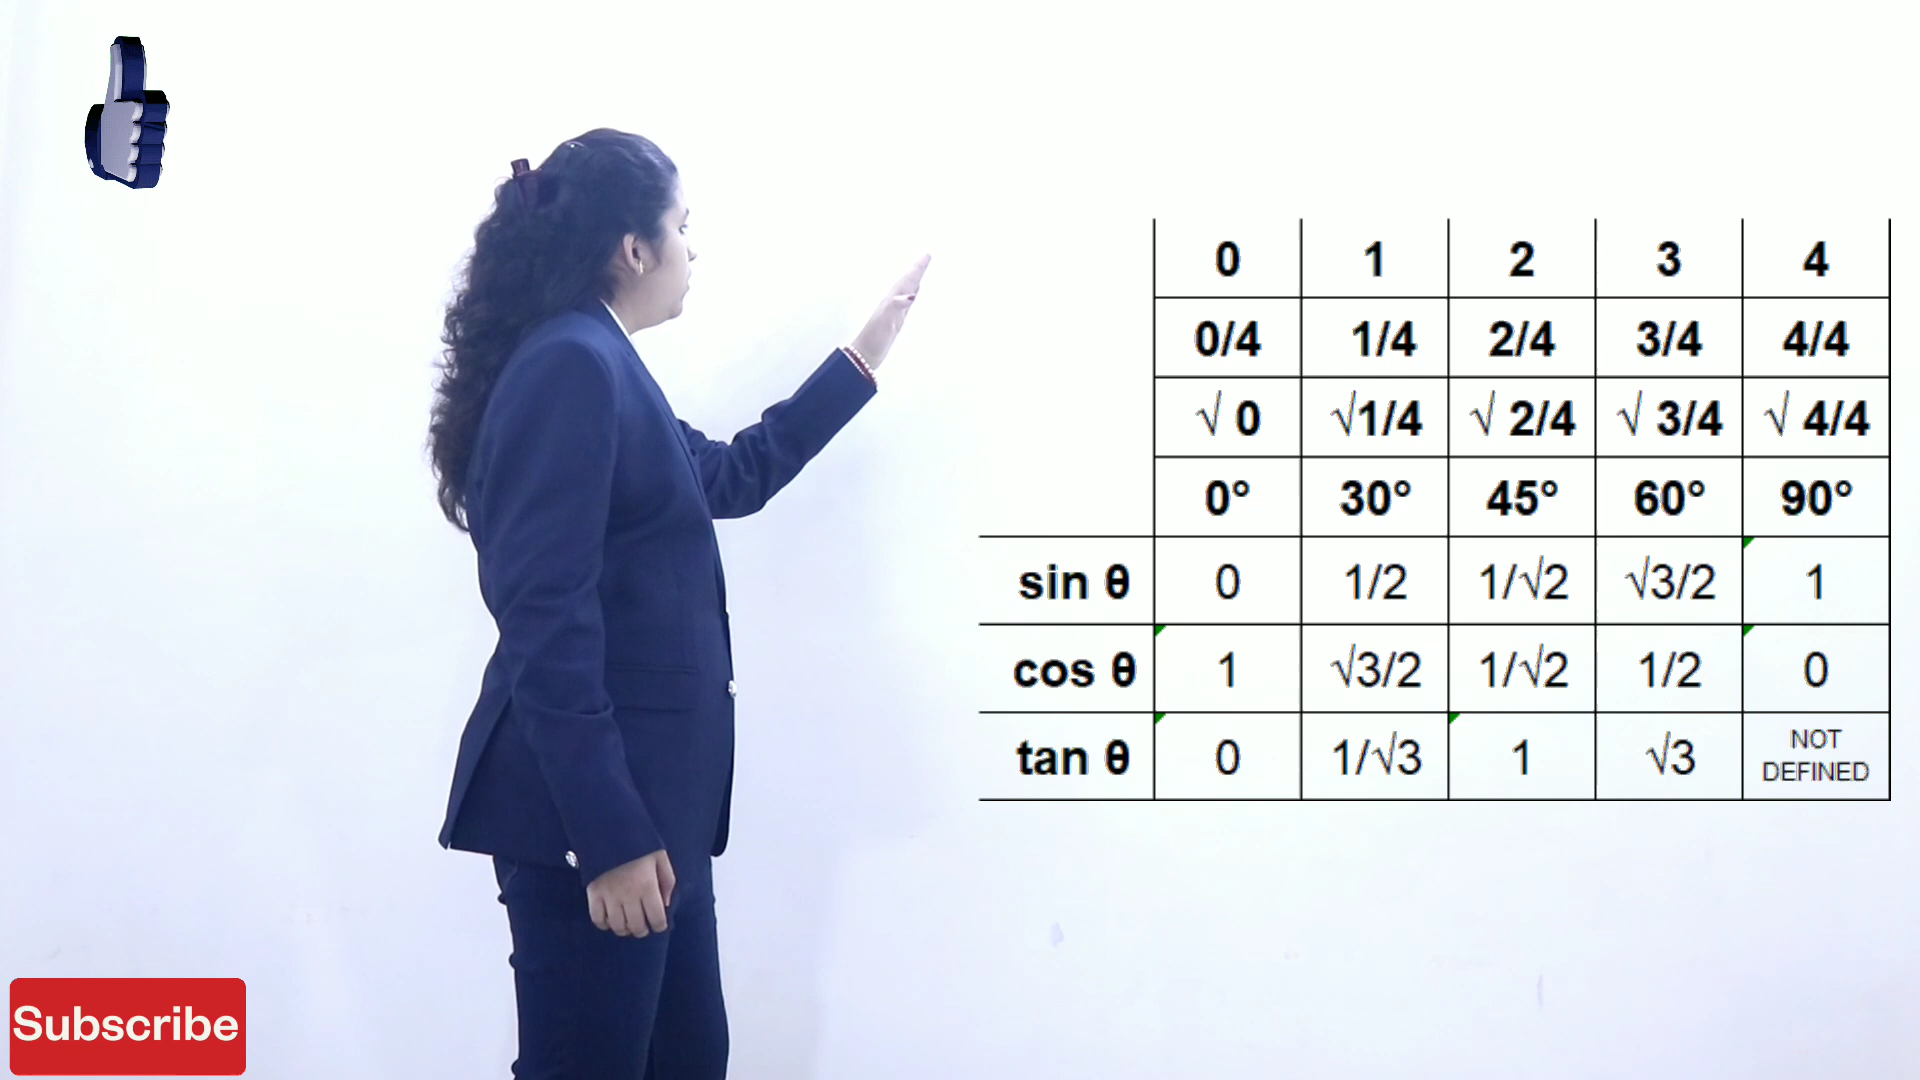 0 1 2 3 4
0/4 1/4 2/4 3/4 4/4
√ 0 √1/4 √ 2/4 √ 3/4 √ 4/4
0° 30° 45° 60° 90°
sin θ 0 1/2 1/√2 √3/2 1
cos θ 1 √3/2 1/√2 1/2 0
tan θ 0 1/√3 1 √3 NOT DEFINED
Subscribe